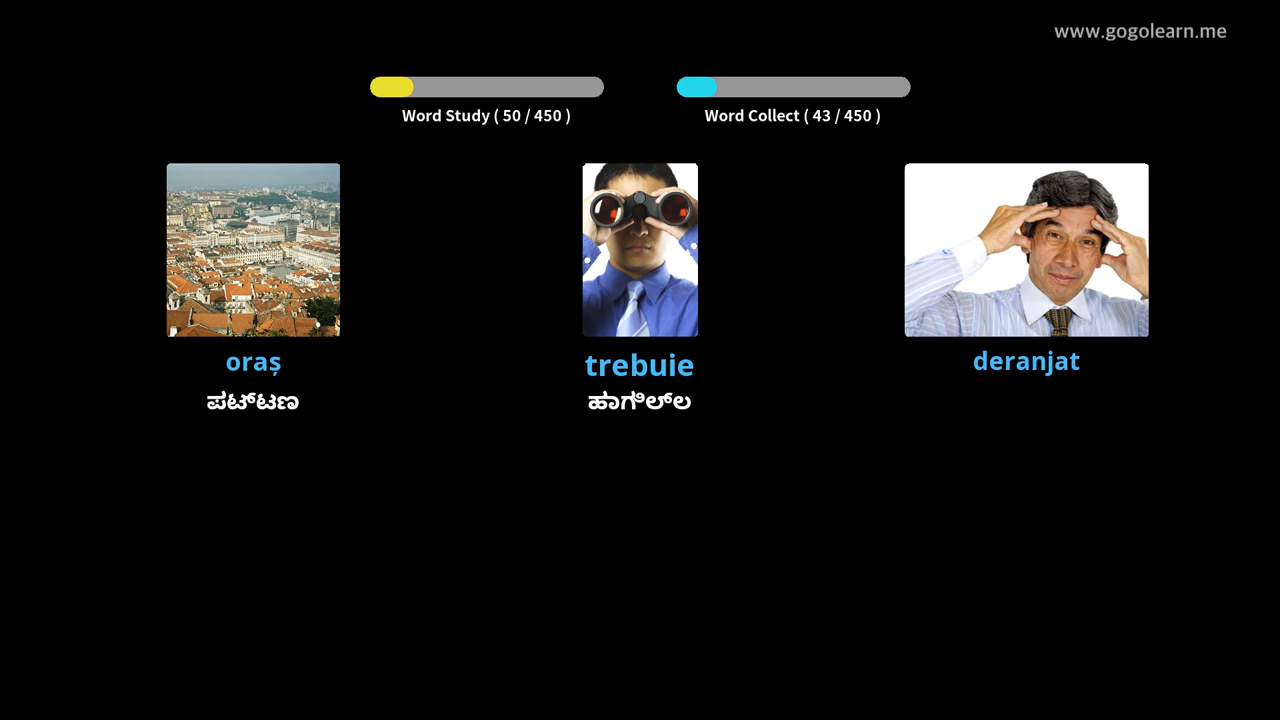 www.gogolearn.me
Word Study ( 50 / 450 )
Word Collect ( 43 / 450 )
oraș
trebuie
deranjat
ಪಟ್ಟಣ
ಹಾಗಿಲ್ಲ